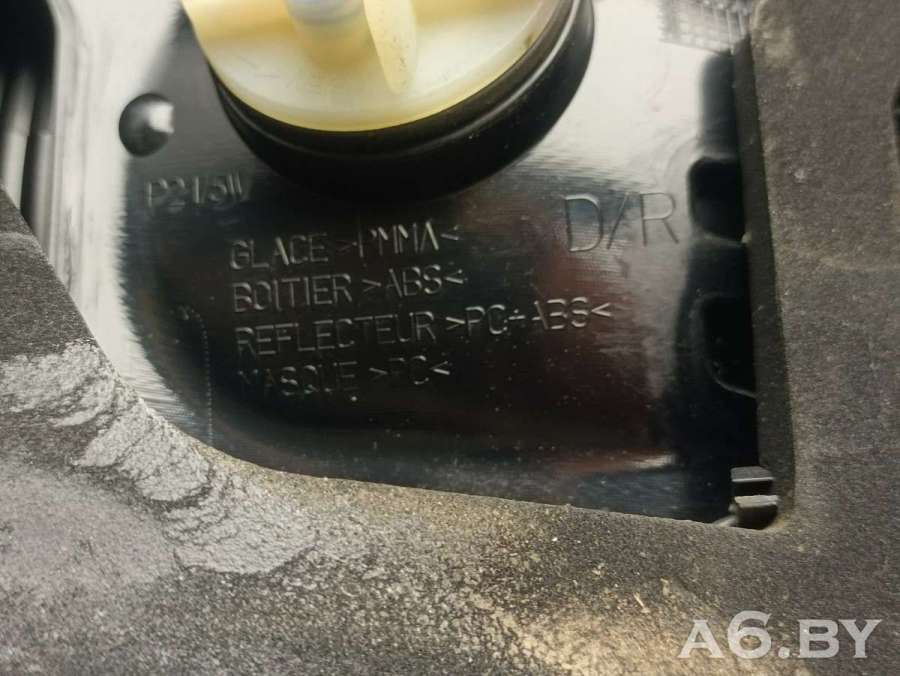 P21/5W
D/R
GLACE >PMMA<
BOITIER >ABS<
REFLECTEUR >PC+ABS<
MASQUE >PC<
A6.BY